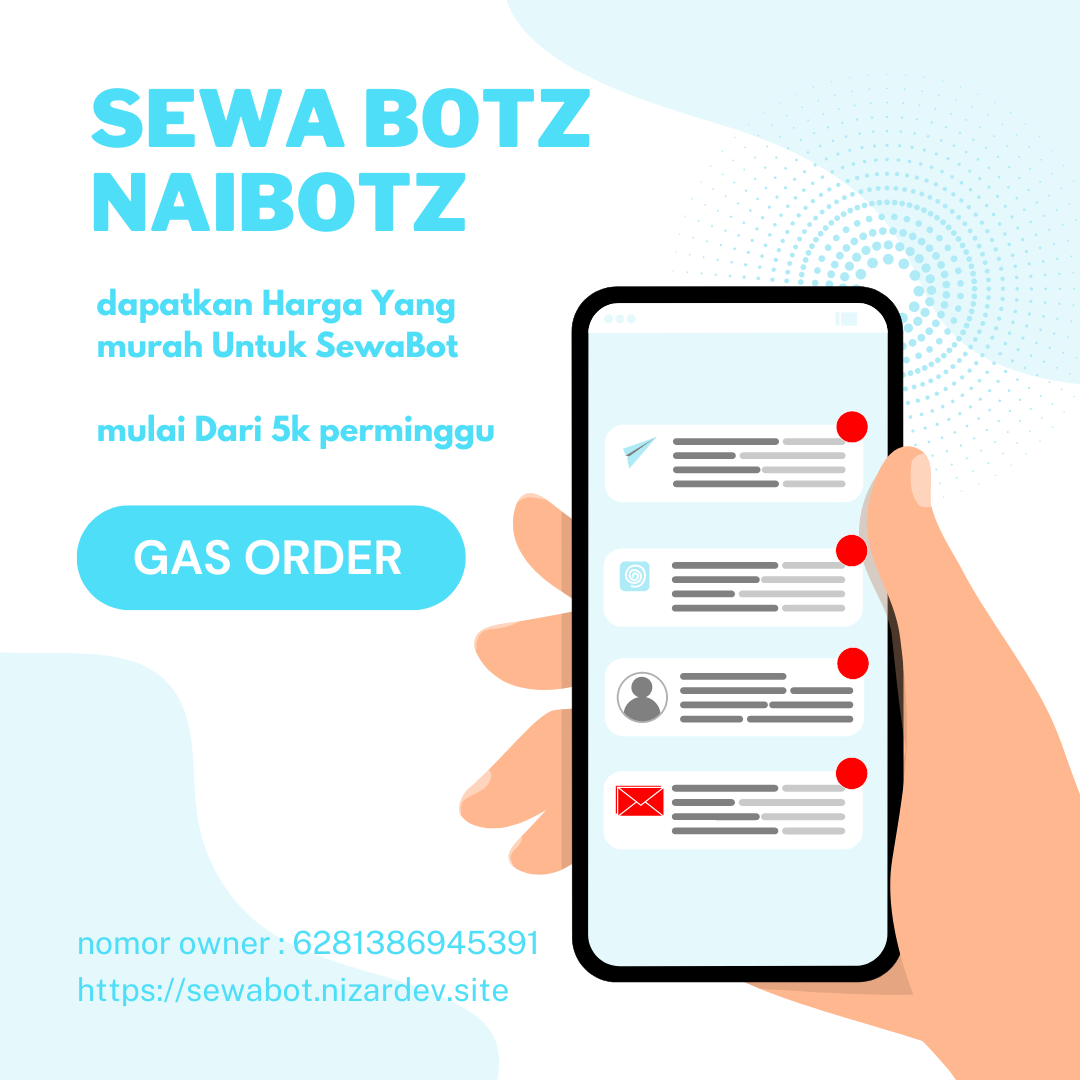 SEWA BOTZ
NAIBOTZ
dapatkan Harga Yang
murah Untuk SewaBot
mulai Dari 5k perminggu
GAS ORDER
nomor owner : 6281386945391
https://sewabot.nizardev.site